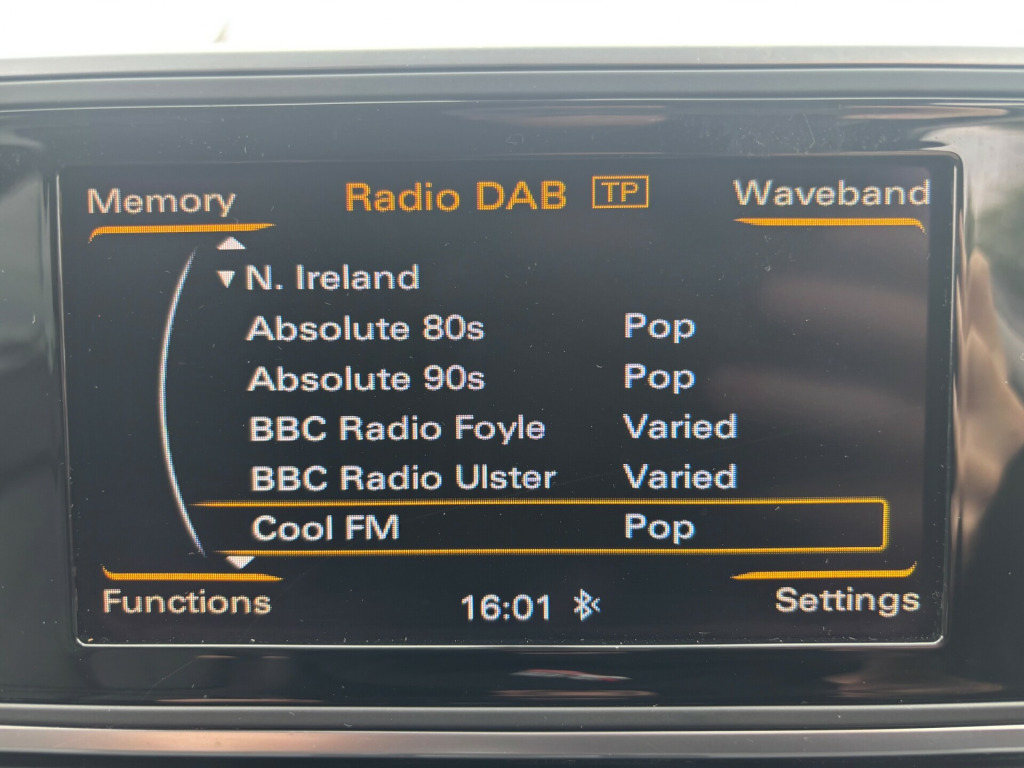 Memory Radio DAB TP Waveband
N. Ireland
Absolute 80s Pop
Absolute 90s Pop
BBC Radio Foyle Varied
BBC Radio Ulster Varied
Cool FM Pop
Functions 16:01 Settings